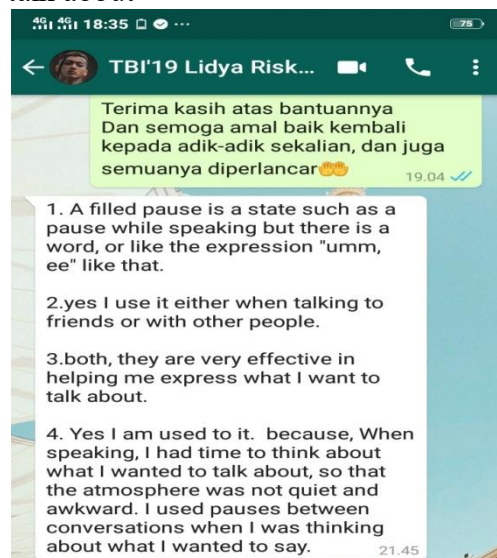 talk about.
4G 4G 18:35 ...
75
TBI'19 Lidya Risk...
Terima kasih atas bantuannya
Dan semoga amal baik kembali
kepada adik-adik sekalian, dan juga
semuanya diperlancar🤲
19.04
1. A filled pause is a state such as a
pause while speaking but there is a
word, or like the expression "umm,
ee" like that.
2.yes I use it either when talking to
friends or with other people.
3.both, they are very effective in
helping me express what I want to
talk about.
4. Yes I am used to it.  because, When
speaking, I had time to think about
what I wanted to talk about, so that
the atmosphere was not quiet and
awkward. I used pauses between
conversations when I was thinking
about what I wanted to say.
21.45